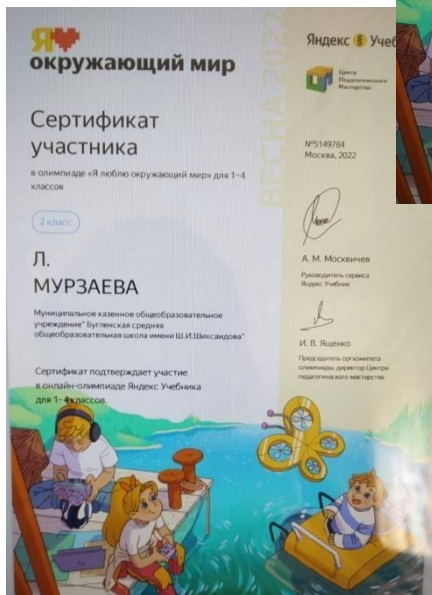 Я
окружающий мир
Сертификат
участника
в олимпиаде «Я люблю окружающий мир» для 1–4
классов
2 класс
Л.
МУРЗАЕВА
Муниципальное казенное общеобразовательное
учреждение" Бугленская средняя
общеобразовательная школа имени Ш.И.Шихсаидова"
Сертификат подтверждает участие
в онлайн-олимпиаде Яндекс Учебника
для 1–4 классов.
ВЕСНА 2022
Яндекс Учеб
Центр
Педагогического
Мастерства
№5149784
Москва, 2022
А. М. Москвичев
Руководитель сервиса
Яндекс Учебник
И. В. Ященко
Председатель оргкомитета
олимпиады, директор Центра
педагогического мастерства